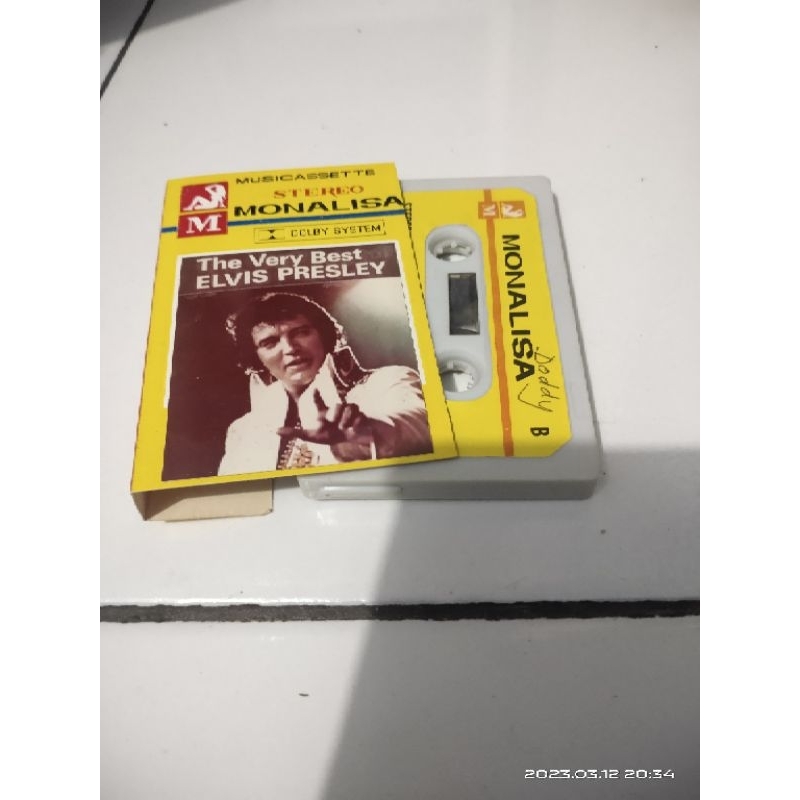 MUSICASSETTE
STEREO
MONALISA
M
DOLBY SYSTEM
The Very Best
ELVIS PRESLEY
M
MONALISA
Doddy
B
2023.03.12 20:34